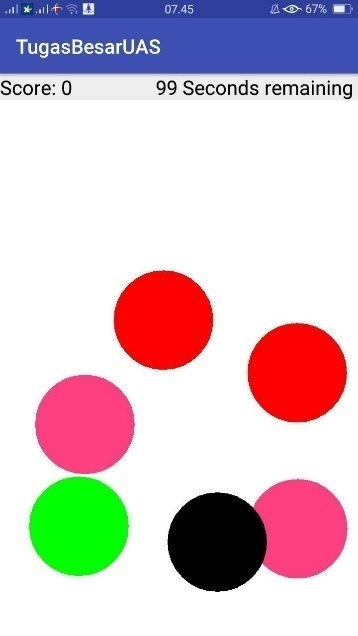 07.45
67%
TugasBesarUAS
Score: 0
99 Seconds remaining